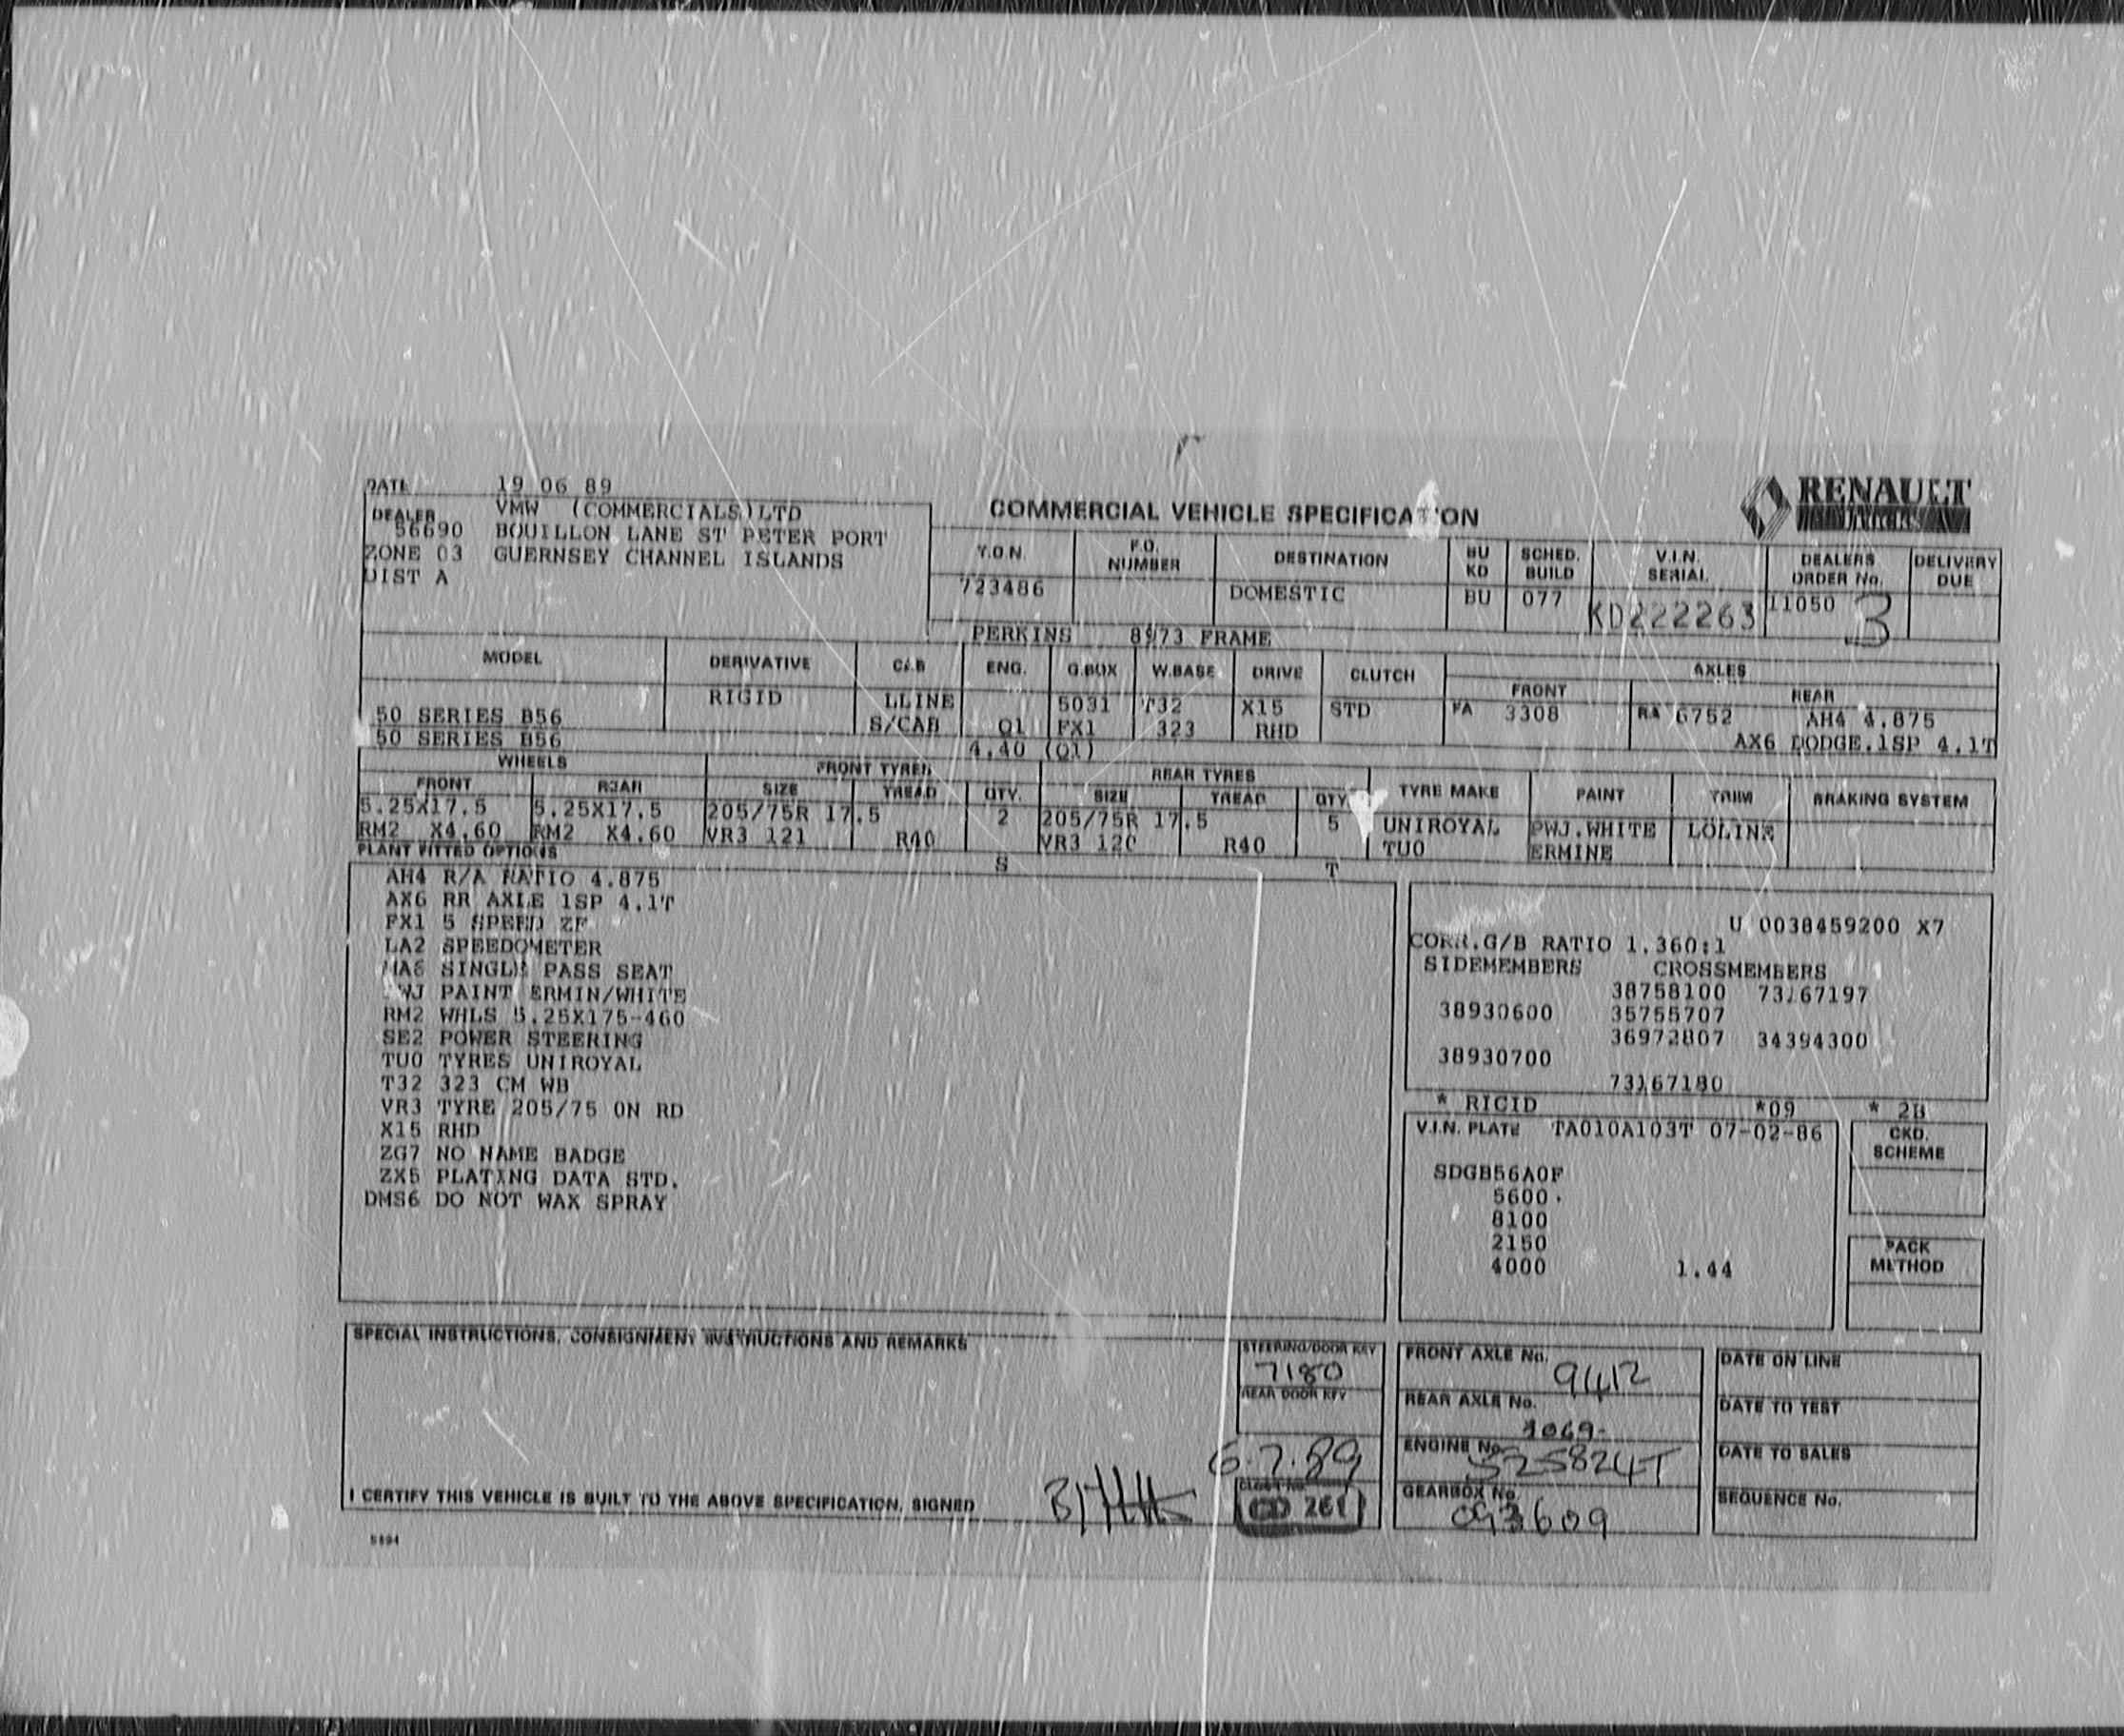 DATE 19 06 89
DEALER VMW (COMMERCIALS)LTD
56690 BOUILLON LANE ST PETER PORT
ZONE 03 GUERNSEY CHANNEL ISLANDS
DIST A
COMMERCIAL VEHICLE SPECIFICATION
RENAULT
Y.O.N. F.O. NUMBER DESTINATION BU KD SCHED. BUILD V.I.N. SERIAL DEALERS ORDER No. DELIVERY DUE
723486 DOMESTIC BU 077 KD222263 11050 3
PERKINS 8973 FRAME
MODEL DERIVATIVE CAB ENG. G.BOX W.BASE DRIVE CLUTCH AXLES
FRONT REAR
RIGID LLINE 5031 T32 X15 STD FA 3308 RA 6752 AH4 4.875
50 SERIES B56 S/CAB Q1 FX1 323 RHD AX6 DODGE.1SP 4.1T
50 SERIES B56 4.40 (Q1)
WHEELS FRONT TYRES REAR TYRES TYRE MAKE PAINT TRIM BRAKING SYSTEM
FRONT REAR SIZE TREAD QTY. SIZE TREAD QTY
5.25X17.5 5.25X17.5 205/75R 17.5 2 205/75R 17.5 5 UNIROYAL PWJ.WHITE LOLINE
RM2 X4.60 RM2 X4.60 VR3 121 R40 VR3 120 R40 TU0 ERMINE
PLANT FITTED OPTIONS S T
AH4 R/A RATIO 4.875
AX6 RR AXLE 1SP 4.1T
FX1 5 SPEED ZF
LA2 SPEEDOMETER
MA6 SINGLE PASS SEAT
PWJ PAINT ERMIN/WHITE
RM2 WHLS 5.25X175-460
SE2 POWER STEERING
TU0 TYRES UNIROYAL
T32 323 CM WB
VR3 TYRE 205/75 ON RD
X15 RHD
ZG7 NO NAME BADGE
ZX5 PLATING DATA STD.
DMS6 DO NOT WAX SPRAY
U 0038459200 X7
CORR.G/B RATIO 1.360:1
SIDEMEMBERS CROSSMEMBERS
38758100 73167197
38930600 35755707
36972807 34394300
38930700
73167180
* RIGID *09 * 2B
V.I.N. PLATE TA010A103T 07-02-86
CKD. SCHEME
SDGB56A0F
5600
8100
2150
4000 1.44
PACK METHOD
SPECIAL INSTRUCTIONS, CONSIGNMENT INSTRUCTIONS AND REMARKS
STEERING/DOOR KEY
7180
REAR DOOR KEY
FRONT AXLE No. 9412
REAR AXLE No. 1069
ENGINE No. 525824T
GEARBOX No. 093609
DATE ON LINE
DATE TO TEST
DATE TO SALES
SEQUENCE No.
6.7.89
I CERTIFY THIS VEHICLE IS BUILT TO THE ABOVE SPECIFICATION, SIGNED
CD 261
5894